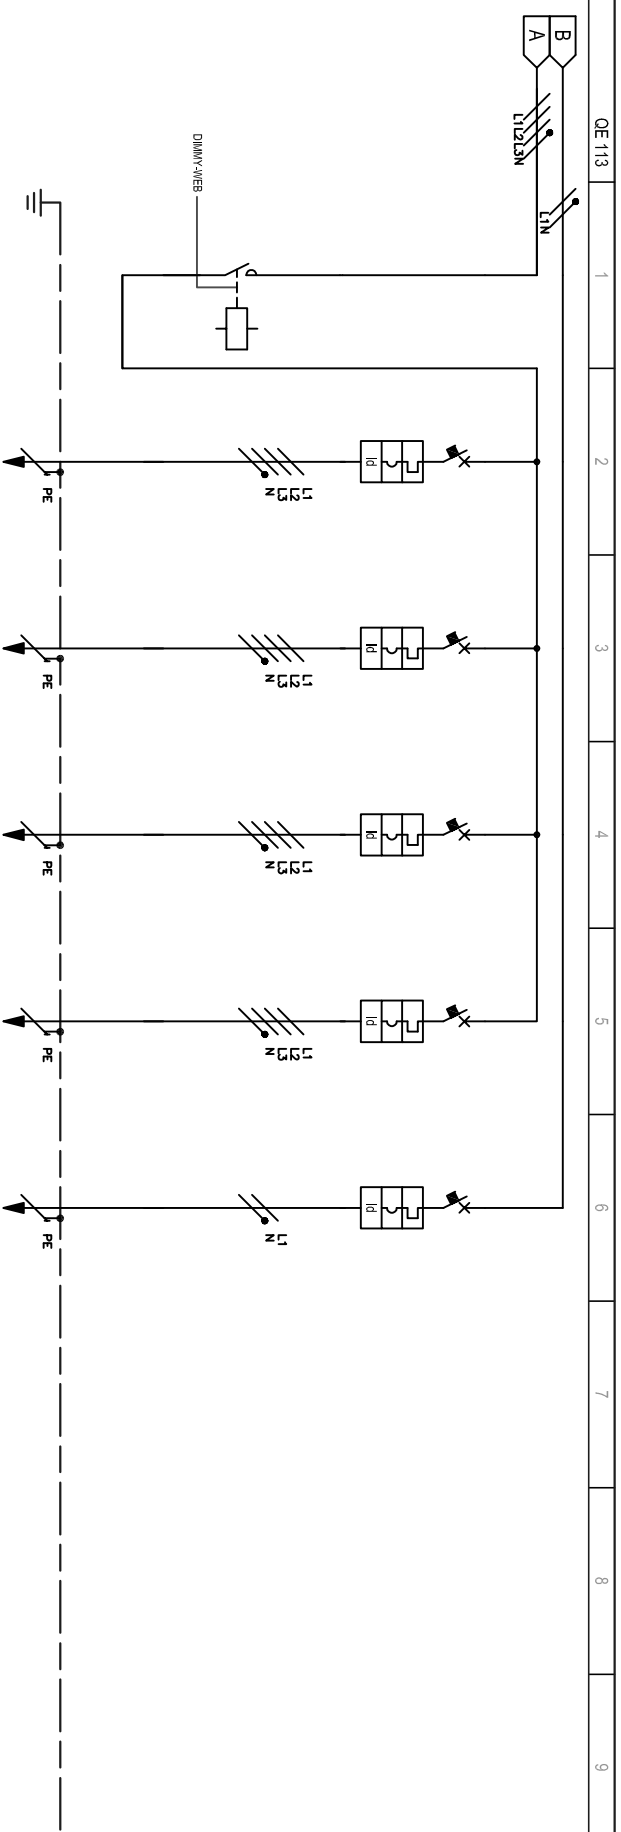 QE 113
1
2
3
4
5
6
7
8
9
B
A
L1L2L3N
L1N
DIMMY-WEB
Id
Id
Id
Id
Id
L1
L2
L3
N
L1
L2
L3
N
L1
L2
L3
N
L1
L2
L3
N
L1
N
PE
PE
PE
PE
PE